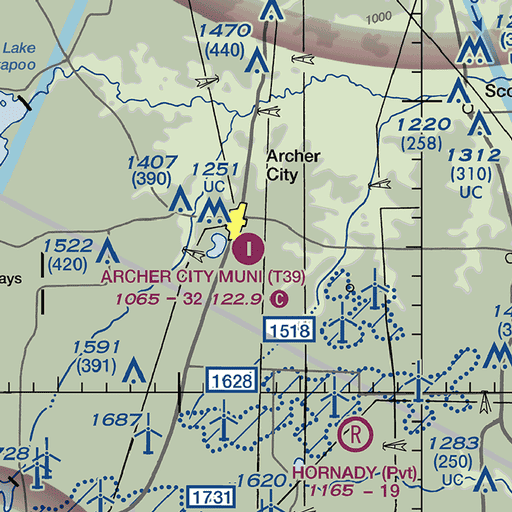 1000
1470
(440)
Lake
apoo
Sco
1220
(258)
1312
(310)
UC
Archer
City
1407
(390)
1251
UC
1522
(420)
ays
ARCHER CITY MUNI (T39)
1065 - 32 122.9 C
1518
1591
(391)
1628
1687
R
HORNADY (Pvt)
1165 - 19
1283
(250)
UC
728
1620
1731